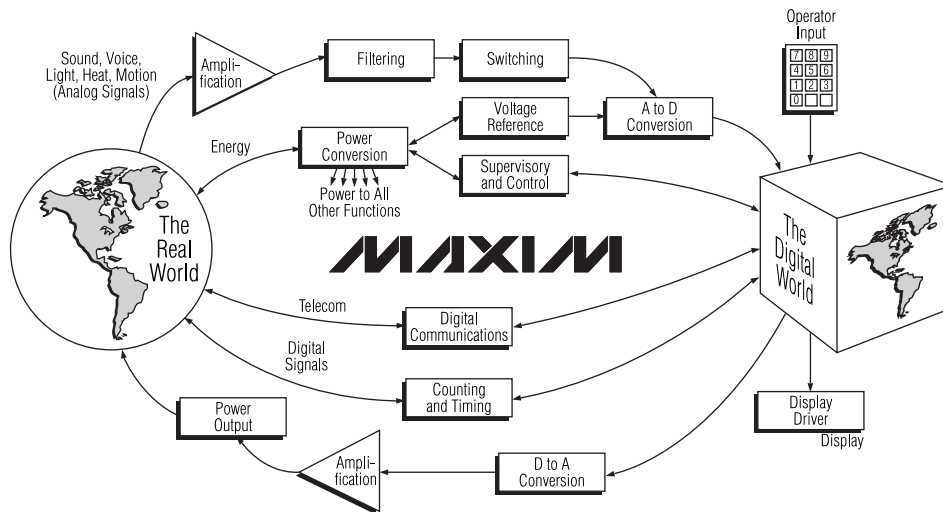 Operator
Input
7 8 9
4 5 6
1 2 3
0
Sound, Voice,
Light, Heat, Motion
(Analog Signals)
Ampli-
fication
Filtering
Switching
Voltage
Reference
A to D
Conversion
Energy
Power
Conversion
Supervisory
and Control
Power to All
Other Functions
The
Real
World
MAXIM
The
Digital
World
Telecom
Digital
Communications
Digital
Signals
Counting
and Timing
Power
Output
Display
Driver
Display
Ampli-
fication
D to A
Conversion